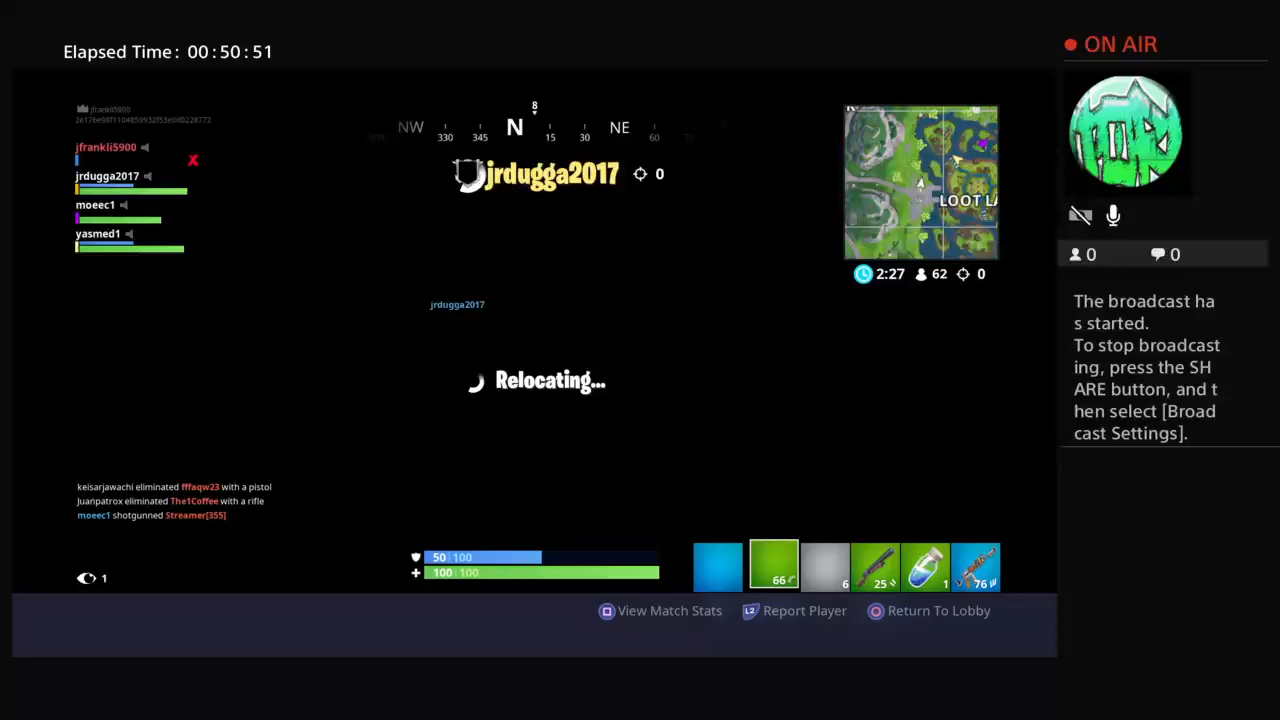 Elapsed Time: 00:50:51
ON AIR
jfrankli5900
jfrankli5900
jrdugga2017
moeec1
yasmed1
8
NW 330 345 N 15 30 NE 60
jrdugga2017 0
LOOT LA
2:27 62 0
jrdugga2017
Relocating...
keisarjawachi eliminated fffaqw23 with a pistol
Juanpatrox eliminated The1Coffee with a rifle
moeec1 shotgunned Streamer[355]
1
50 100
100 100
66 6 25 1 76
View Match Stats L2 Report Player Return To Lobby
0 0
The broadcast ha
s started.
To stop broadcast
ing, press the SH
ARE button, and t
hen select [Broad
cast Settings].